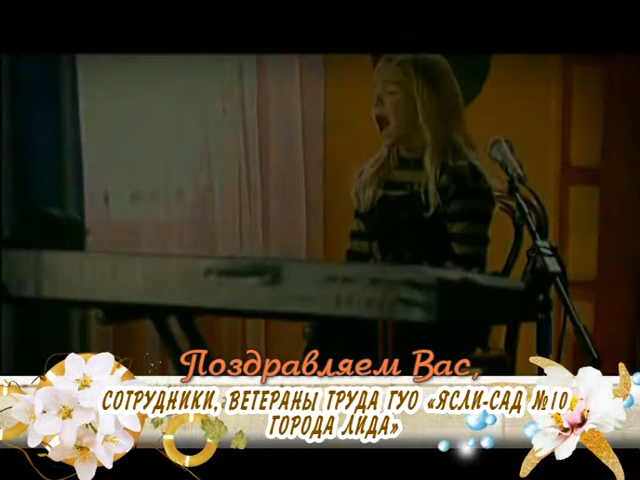 Поздравляем Вас,
СОТРУДНИКИ, ВЕТЕРАНЫ ТРУДА ГУО «ЯСЛИ-САД №10
ГОРОДА ЛИДА»